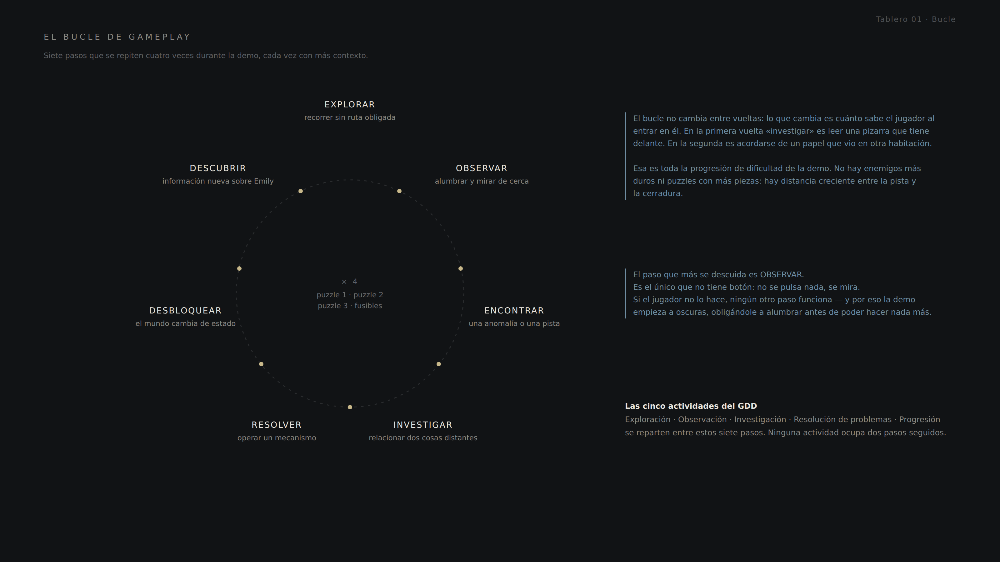 Tablero 01 · Bucle
EL BUCLE DE GAMEPLAY
Siete pasos que se repiten cuatro veces durante la demo, cada vez con más contexto.
EXPLORAR
recorrer sin ruta obligada
DESCUBRIR
información nueva sobre Emily
OBSERVAR
alumbrar y mirar de cerca
× 4
puzzle 1 · puzzle 2
puzzle 3 · fusibles
DESBLOQUEAR
el mundo cambia de estado
ENCONTRAR
una anomalía o una pista
RESOLVER
operar un mecanismo
INVESTIGAR
relacionar dos cosas distantes
El bucle no cambia entre vueltas: lo que cambia es cuánto sabe el jugador al
entrar en él. En la primera vuelta «investigar» es leer una pizarra que tiene
delante. En la segunda es acordarse de un papel que vio en otra habitación.
Esa es toda la progresión de dificultad de la demo. No hay enemigos más
duros ni puzzles con más piezas: hay distancia creciente entre la pista y
la cerradura.
El paso que más se descuida es OBSERVAR.
Es el único que no tiene botón: no se pulsa nada, se mira.
Si el jugador no lo hace, ningún otro paso funciona — y por eso la demo
empieza a oscuras, obligándole a alumbrar antes de poder hacer nada más.
Las cinco actividades del GDD
Exploración · Observación · Investigación · Resolución de problemas · Progresión
se reparten entre estos siete pasos. Ninguna actividad ocupa dos pasos seguidos.